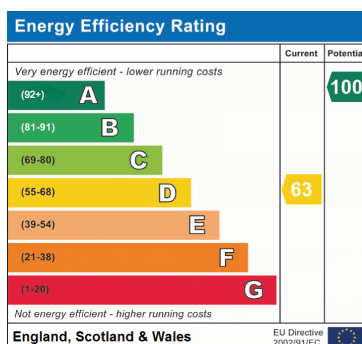 Energy Efficiency Rating
Current Potential
Very energy efficient - lower running costs
(92+) A
100
(81-91) B
(69-80) C
(55-68) D
63
(39-54) E
(21-38) F
(1-20) G
Not energy efficient - higher running costs
England, Scotland & Wales
EU Directive
2002/91/EC